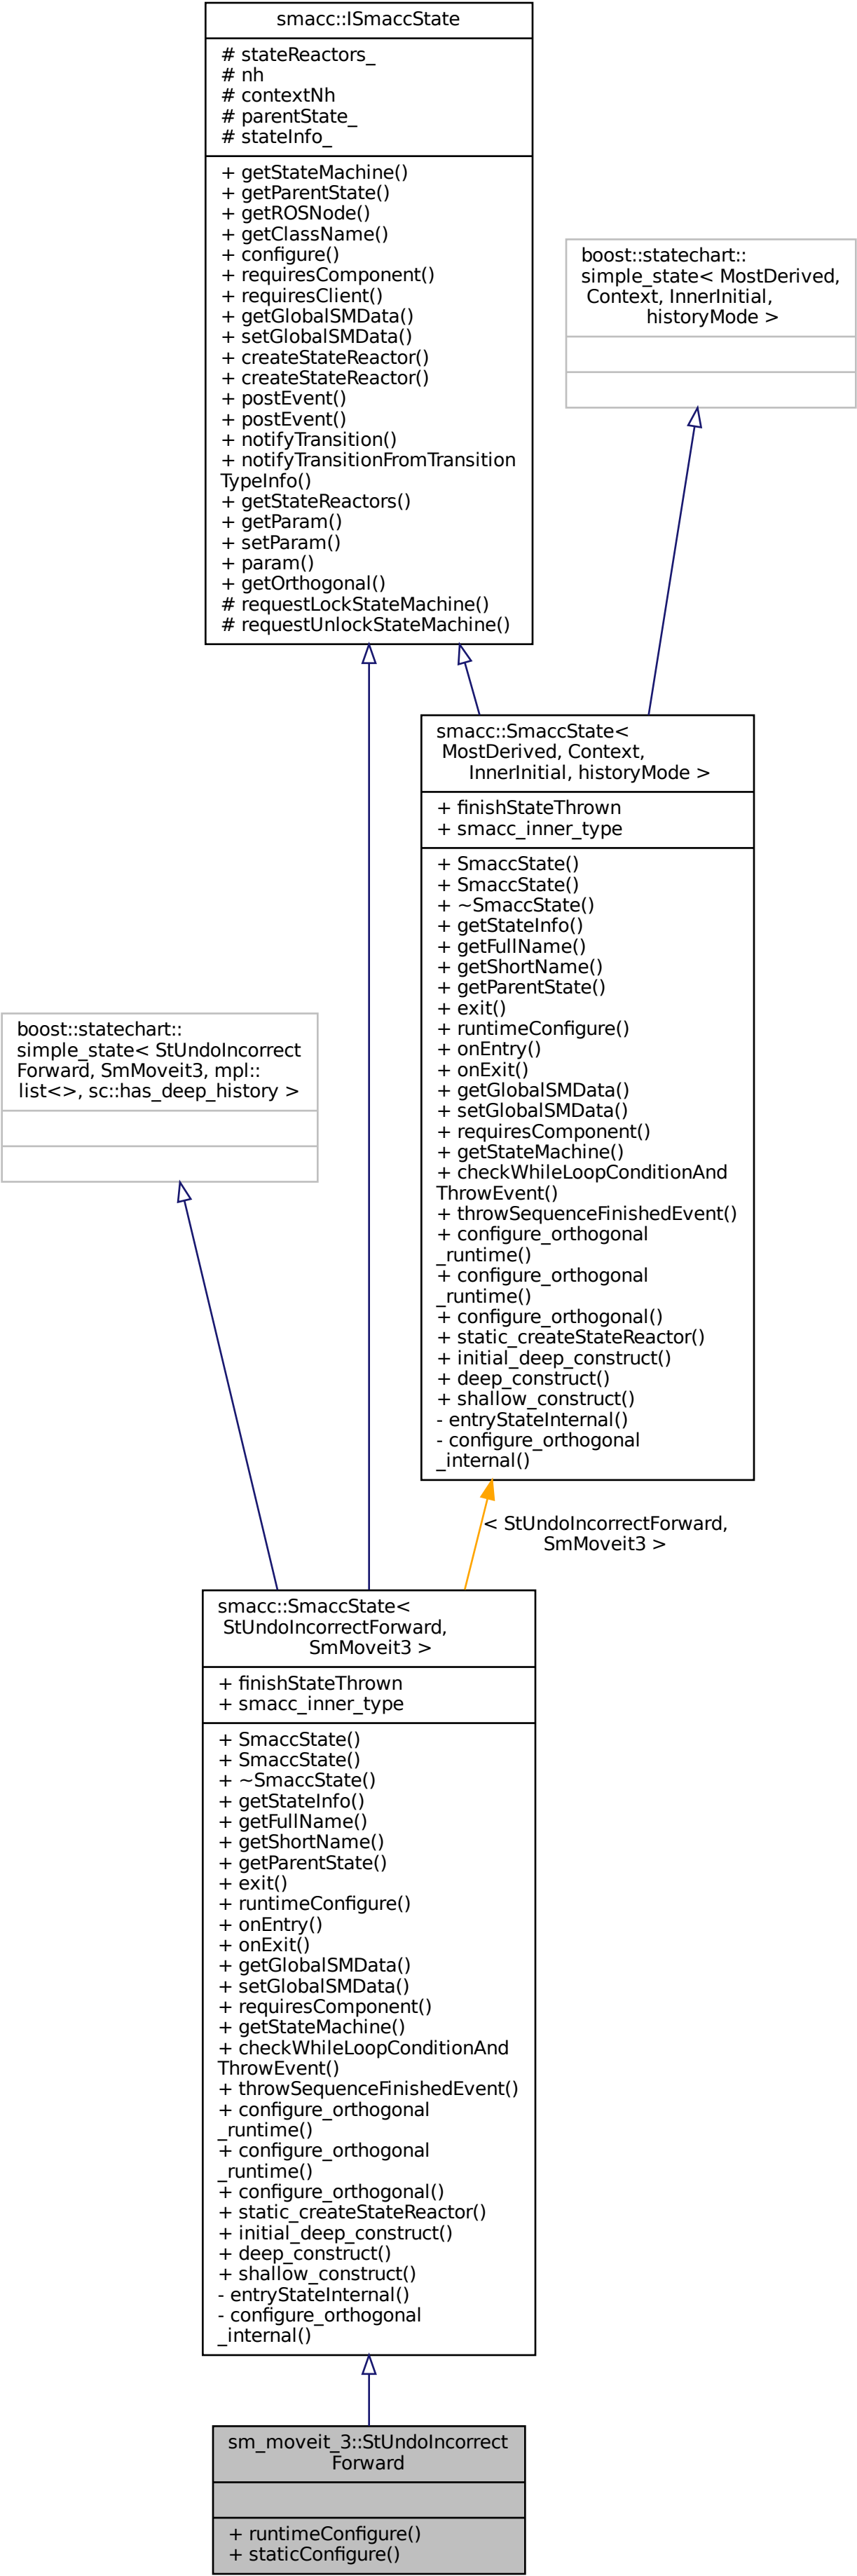 smacc::ISmaccState
# stateReactors_
# nh
# contextNh
# parentState_
# stateInfo_
+ getStateMachine()
+ getParentState()
+ getROSNode()
+ getClassName()
+ configure()
+ requiresComponent()
+ requiresClient()
+ getGlobalSMData()
+ setGlobalSMData()
+ createStateReactor()
+ createStateReactor()
+ postEvent()
+ postEvent()
+ notifyTransition()
+ notifyTransitionFromTransition
TypeInfo()
+ getStateReactors()
+ getParam()
+ setParam()
+ param()
+ getOrthogonal()
# requestLockStateMachine()
# requestUnlockStateMachine()
boost::statechart::
simple_state< MostDerived,
Context, InnerInitial,
historyMode >
smacc::SmaccState<
MostDerived, Context,
InnerInitial, historyMode >
+ finishStateThrown
+ smacc_inner_type
+ SmaccState()
+ SmaccState()
+ ~SmaccState()
+ getStateInfo()
+ getFullName()
+ getShortName()
+ getParentState()
+ exit()
+ runtimeConfigure()
+ onEntry()
+ onExit()
+ getGlobalSMData()
+ setGlobalSMData()
+ requiresComponent()
+ getStateMachine()
+ checkWhileLoopConditionAnd
ThrowEvent()
+ throwSequenceFinishedEvent()
+ configure_orthogonal
_runtime()
+ configure_orthogonal
_runtime()
+ configure_orthogonal()
+ static_createStateReactor()
+ initial_deep_construct()
+ deep_construct()
+ shallow_construct()
- entryStateInternal()
- configure_orthogonal
_internal()
boost::statechart::
simple_state< StUndoIncorrect
Forward, SmMoveit3, mpl::
list<>, sc::has_deep_history >
< StUndoIncorrectForward,
SmMoveit3 >
smacc::SmaccState<
StUndoIncorrectForward,
SmMoveit3 >
+ finishStateThrown
+ smacc_inner_type
+ SmaccState()
+ SmaccState()
+ ~SmaccState()
+ getStateInfo()
+ getFullName()
+ getShortName()
+ getParentState()
+ exit()
+ runtimeConfigure()
+ onEntry()
+ onExit()
+ getGlobalSMData()
+ setGlobalSMData()
+ requiresComponent()
+ getStateMachine()
+ checkWhileLoopConditionAnd
ThrowEvent()
+ throwSequenceFinishedEvent()
+ configure_orthogonal
_runtime()
+ configure_orthogonal
_runtime()
+ configure_orthogonal()
+ static_createStateReactor()
+ initial_deep_construct()
+ deep_construct()
+ shallow_construct()
- entryStateInternal()
- configure_orthogonal
_internal()
sm_moveit_3::StUndoIncorrect
Forward
+ runtimeConfigure()
+ staticConfigure()